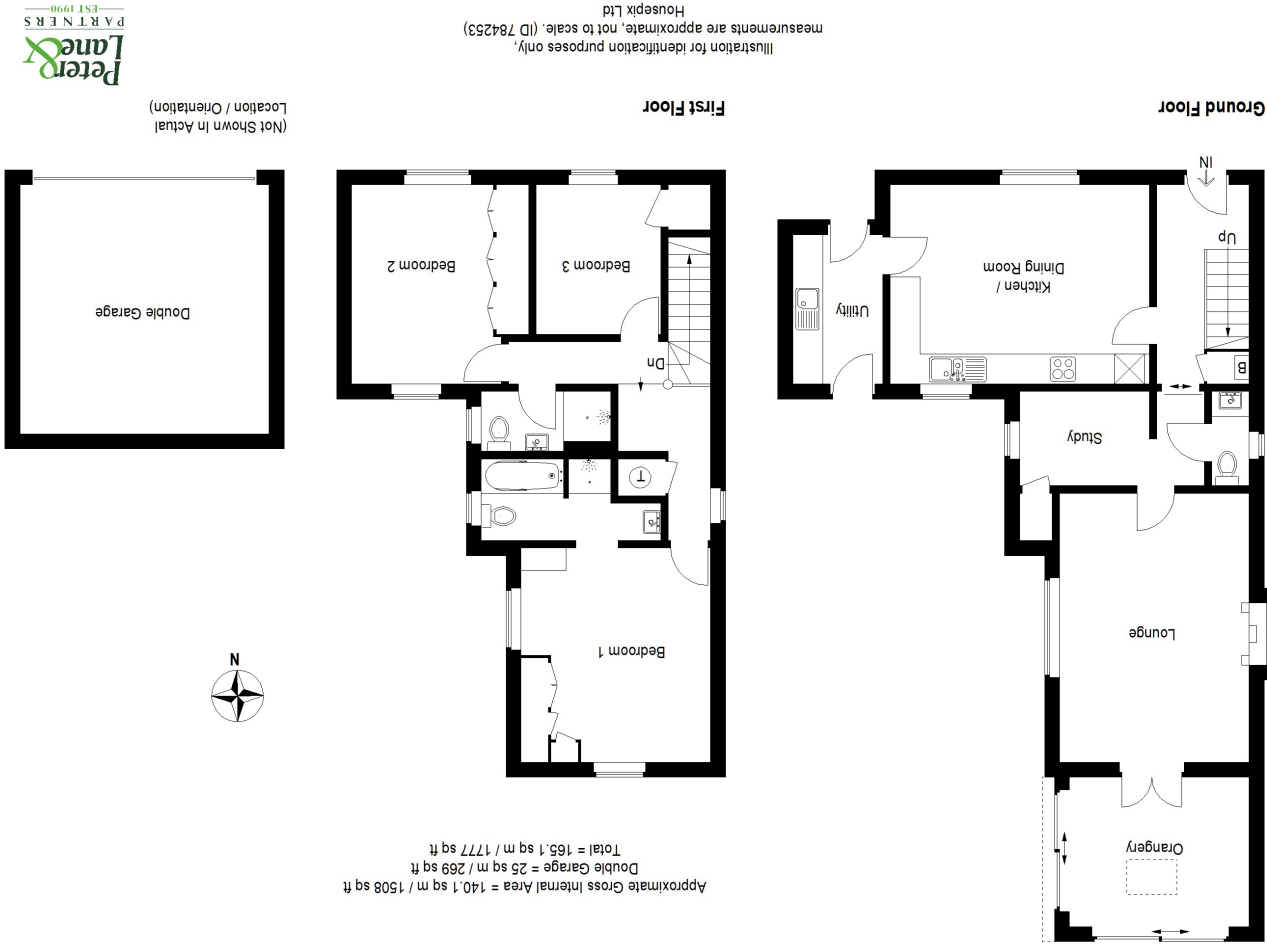 Approximate Gross Internal Area = 140.1 sq m / 1508 sq ft
Double Garage = 25 sq m / 269 sq ft
Total = 165.1 sq m / 1777 sq ft
Orangery
Lounge
Study
Kitchen /
Dining Room
Utility
B
Up
IN
Ground Floor
Bedroom 1
T
Dn
Bedroom 3
Bedroom 2
First Floor
N
Double Garage
(Not Shown In Actual
Location / Orientation)
Illustration for identification purposes only,
measurements are approximate, not to scale. (ID 784253)
Housepix Ltd
Peter &
Lane
PARTNERS
EST 1990